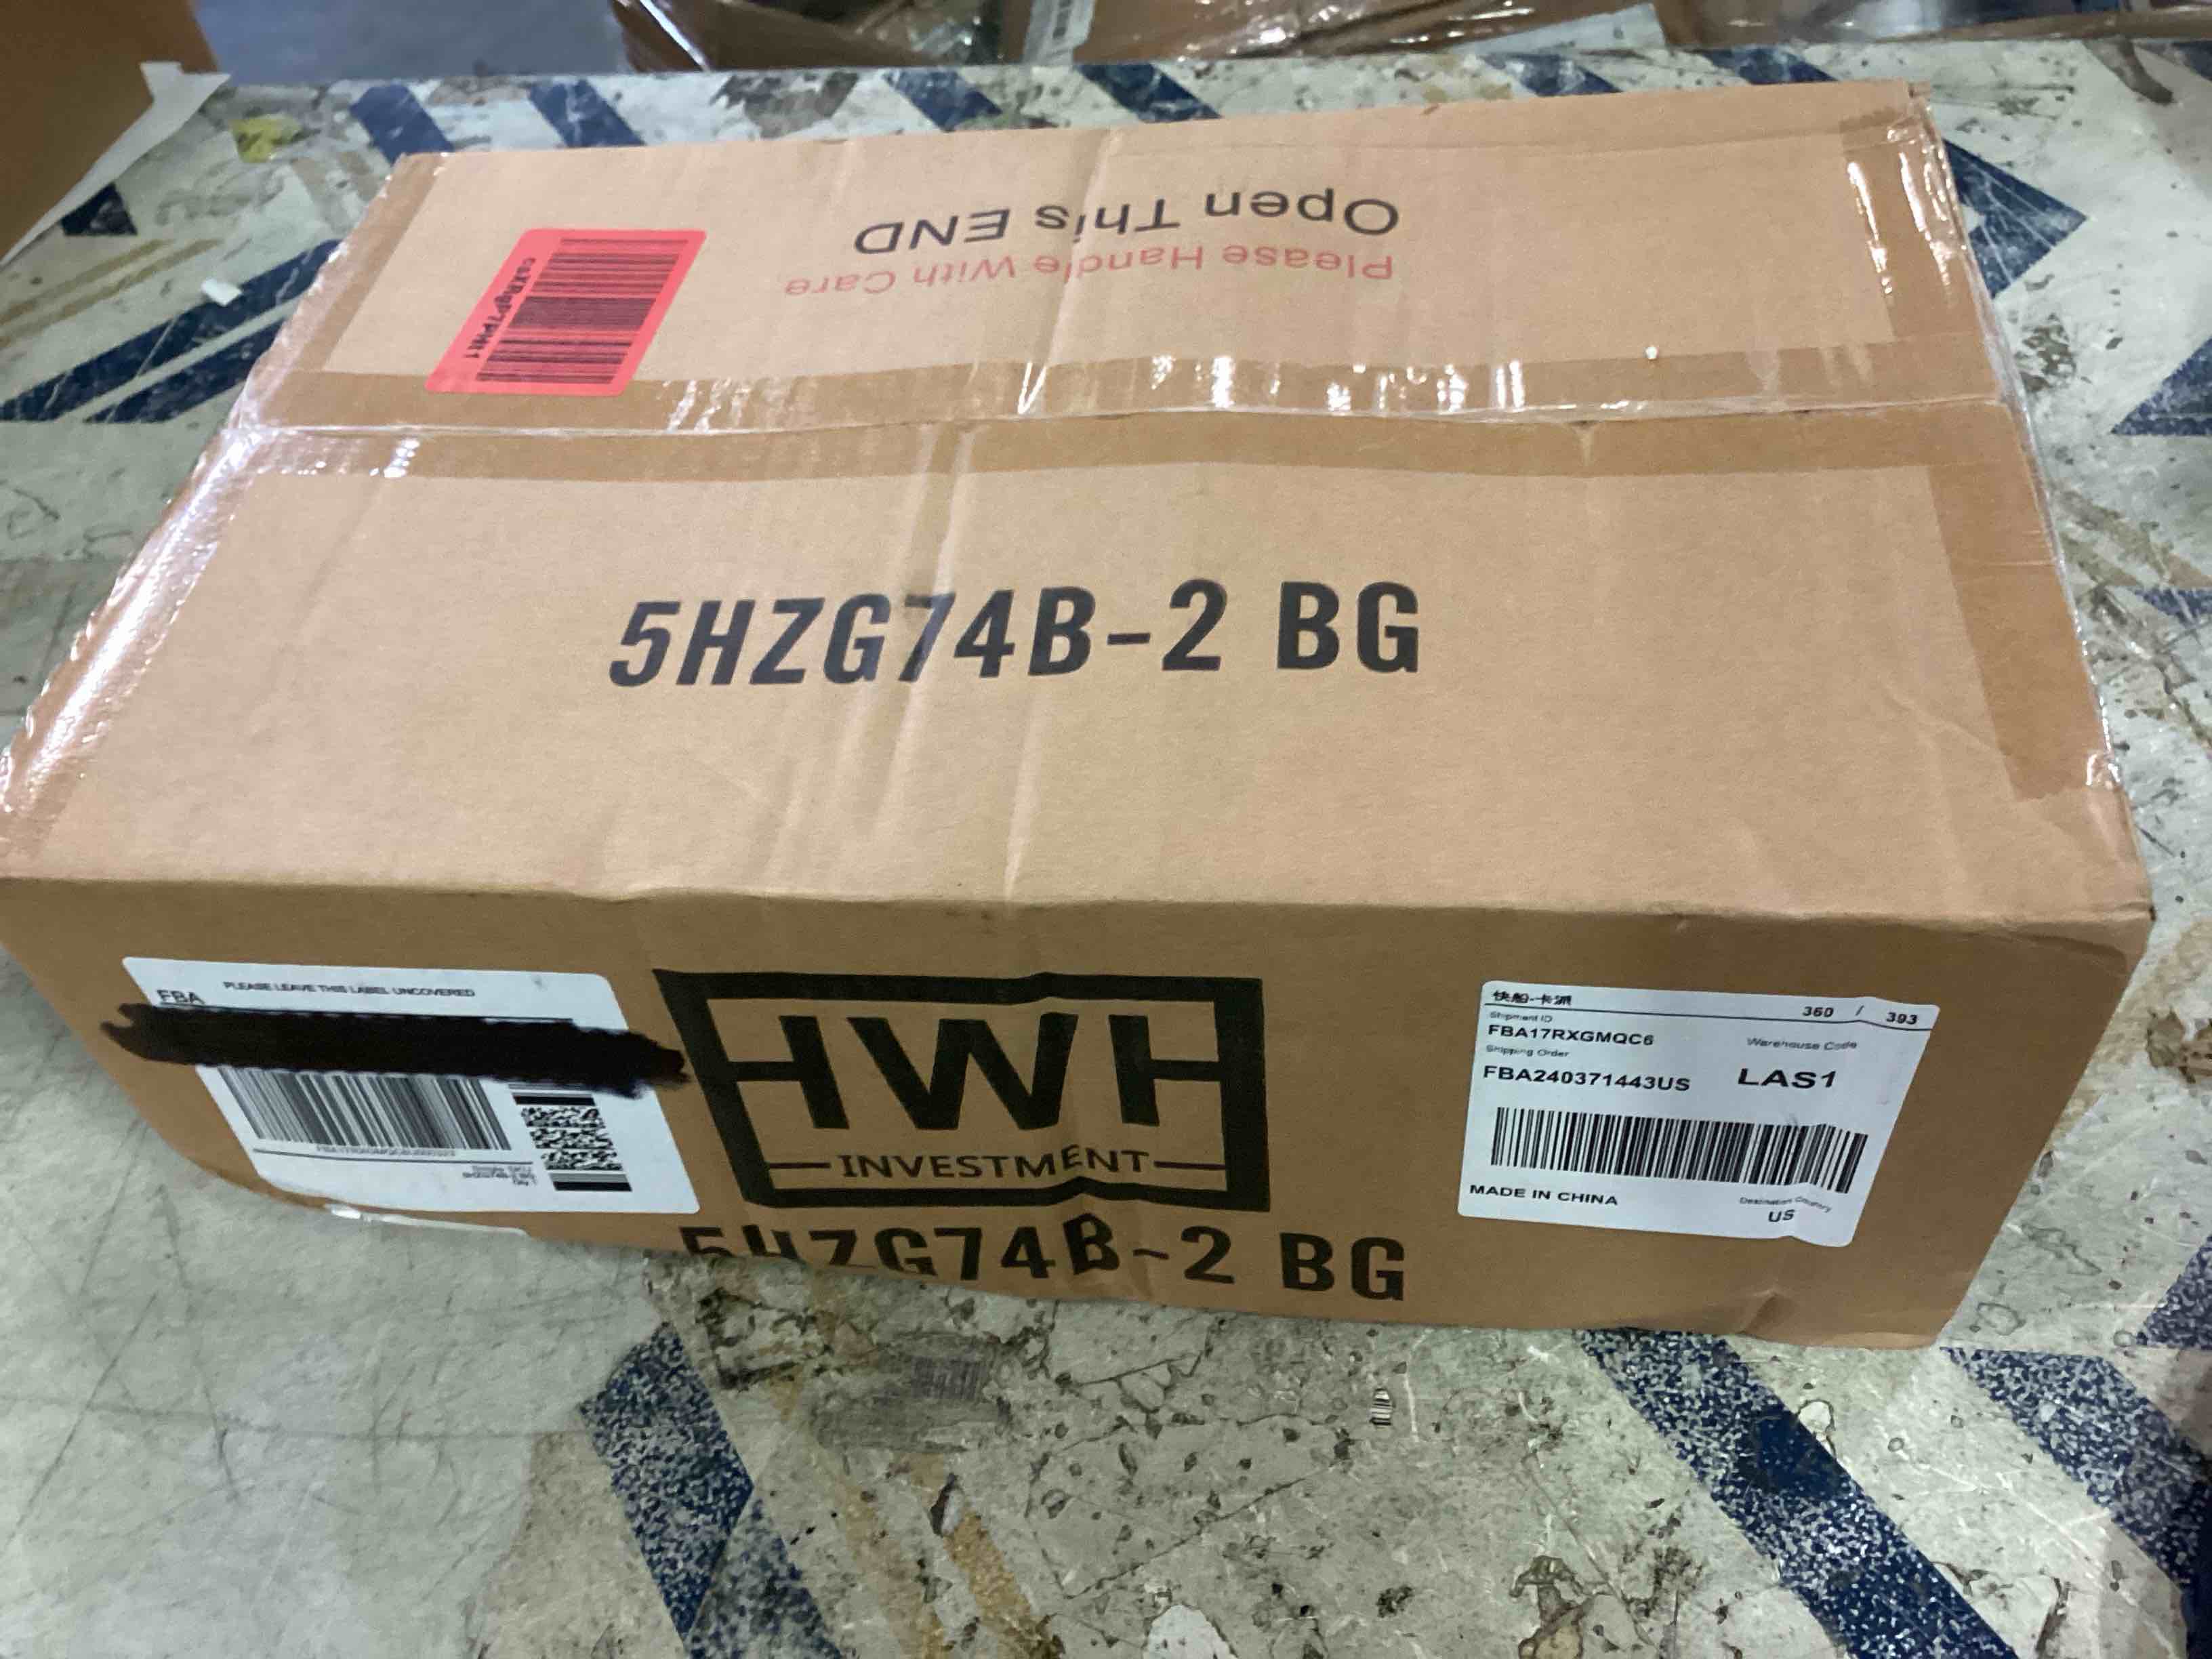 Open This END
Please Handle With Care
5HZG74B-2 BG
FBA
PLEASE LEAVE THIS LABEL UNCOVERED
HWH
INVESTMENT
5HZG74B-2 BG
快船-卡派
360 / 393
Shipment ID
FBA17RXGMQC6
Warehouse Code
Shipping Order
FBA240371443US
LAS1
MADE IN CHINA
Destination Country
US